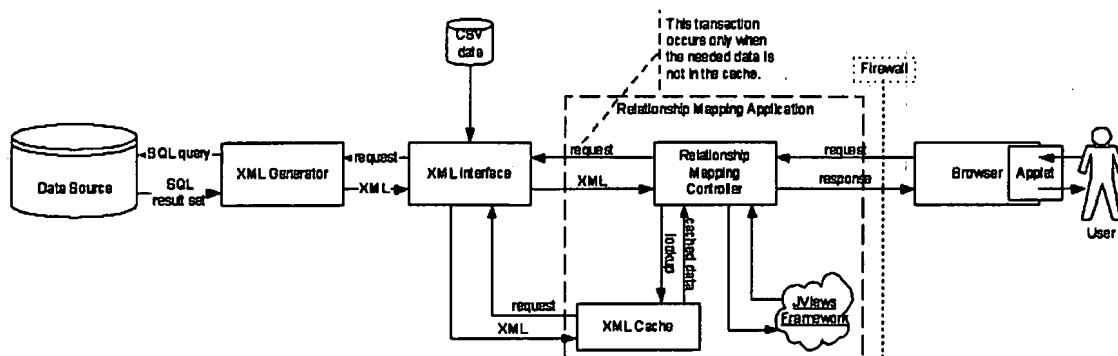 CSV
data
This transaction
occurs only when
the needed data is
not in the cache.
Firewall
Relationship Mapping Application
Data Source
SQL query
SQL
result set
XML Generator
request
XML
XML Interface
request
XML
Relationship
Mapping
Controller
request
response
Browser
Applet
User
lookup
cached data
request
XML
XML Cache
JViews
Framework